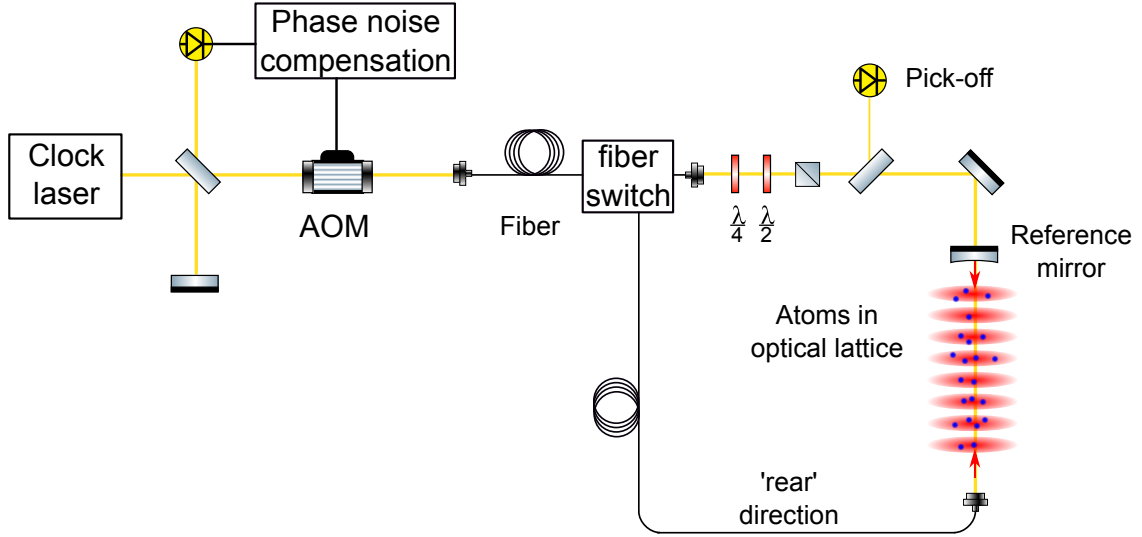 Phase noise
compensation
Pick-off
Clock
laser
AOM
Fiber
fiber
switch
λ
4
λ
2
Reference
mirror
Atoms in
optical lattice
'rear'
direction